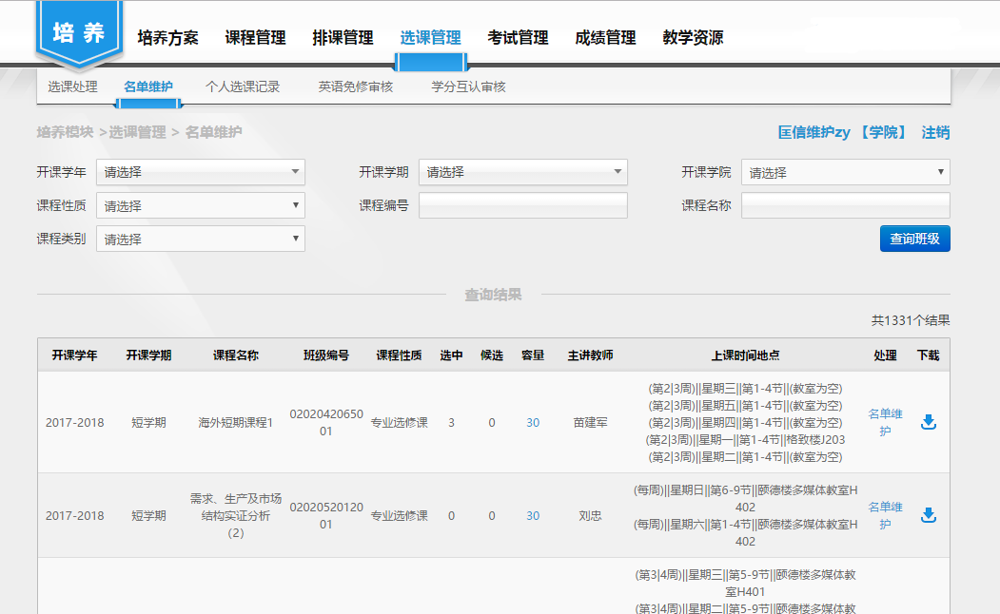 培养
培养方案 课程管理 排课管理 选课管理 考试管理 成绩管理 教学资源
选课处理 名单维护 个人选课记录 英语免修审核 学分互认审核
培养模块 >选课管理 > 名单维护 匡信维护zy 【学院】 注销
开课学年 请选择 开课学期 请选择 开课学院 请选择
课程性质 请选择 课程编号 课程名称
课程类别 请选择 查询班级
查询结果
共1331个结果
开课学年 开课学期 课程名称 班级编号 课程性质 选中 候选 容量 主讲教师 上课时间地点 处理 下载
(第2|3周)||星期三||第1-4节||(教室为空)
(第2|3周)||星期五||第1-4节||(教室为空)
2017-2018 短学期 海外短期课程1 0202042065001 专业选修课 3 0 30 苗建军 (第2|3周)||星期四||第1-4节||(教室为空) 名单维护
(第2|3周)||星期一||第1-4节||格致楼J203
(第2|3周)||星期二||第1-4节||(教室为空)
2017-2018 短学期 需求、生产及市场结构实证分析（2） 0202052012001 专业选修课 0 0 30 刘忠 (每周)||星期日||第6-9节||颐德楼多媒体教室H402 名单维护
(每周)||星期六||第1-4节||颐德楼多媒体教室H402
(第3|4周)||星期三||第5-9节||颐德楼多媒体教室H401
(第3|4周)||星期二||第5-9节||颐德楼多媒体教